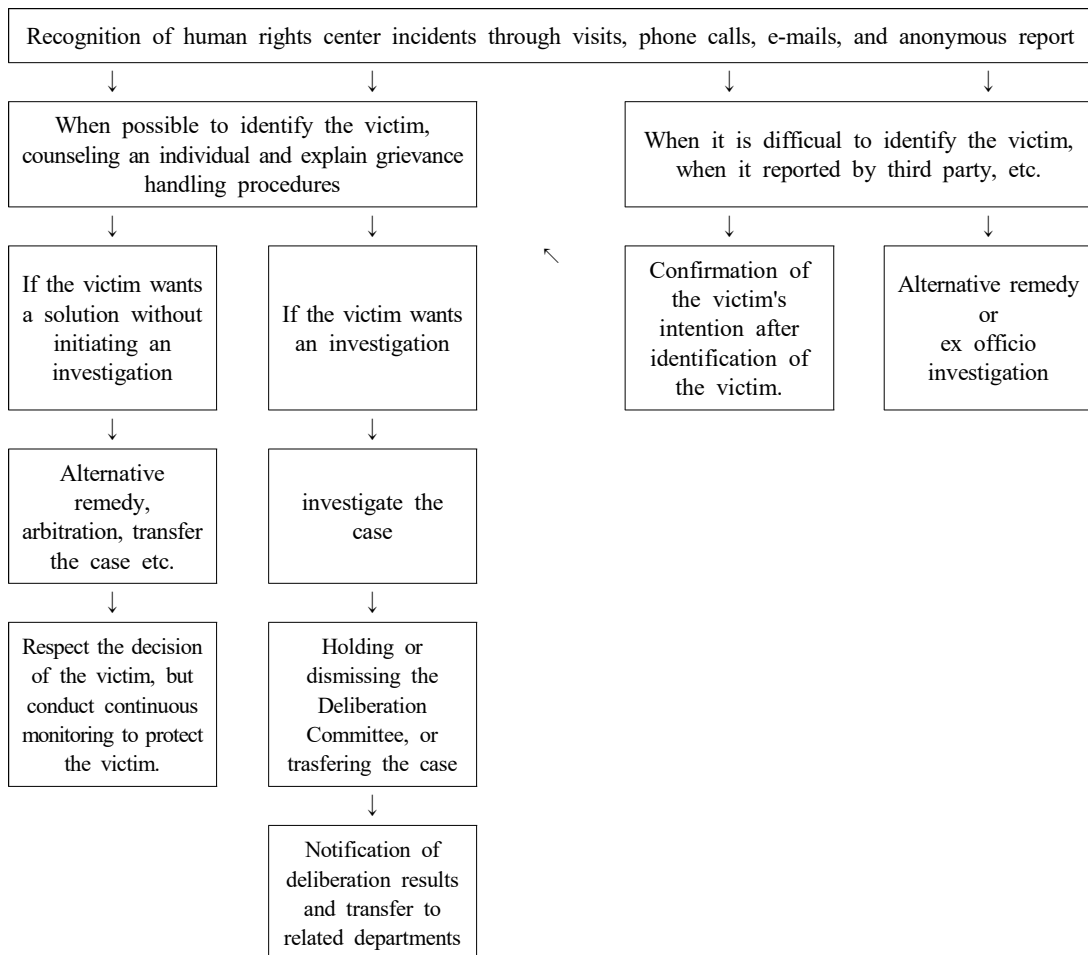 Recognition of human rights center incidents through visits, phone calls, e-mails, and anonymous report
↓ ↓ ↓ ↓
When possible to identify the victim,
counseling an individual and explain grievance
handling procedures
When it is difficual to identify the victim,
when it reported by third party, etc.
↓ ↓ ↓ ↓
If the victim wants
a solution without
initiating an
investigation
If the victim wants
an investigation
↖
Confirmation of
the victim's
intention after
identification of
the victim.
Alternative remedy
or
ex officio
investigation
↓ ↓
Alternative
remedy,
arbitration, transfer
the case etc.
investigate the
case
↓ ↓
Respect the decision
of the victim, but
conduct continuous
monitoring to protect
the victim.
Holding or
dismissing the
Deliberation
Committee, or
trasfering the case
↓
Notification of
deliberation results
and transfer to
related departments